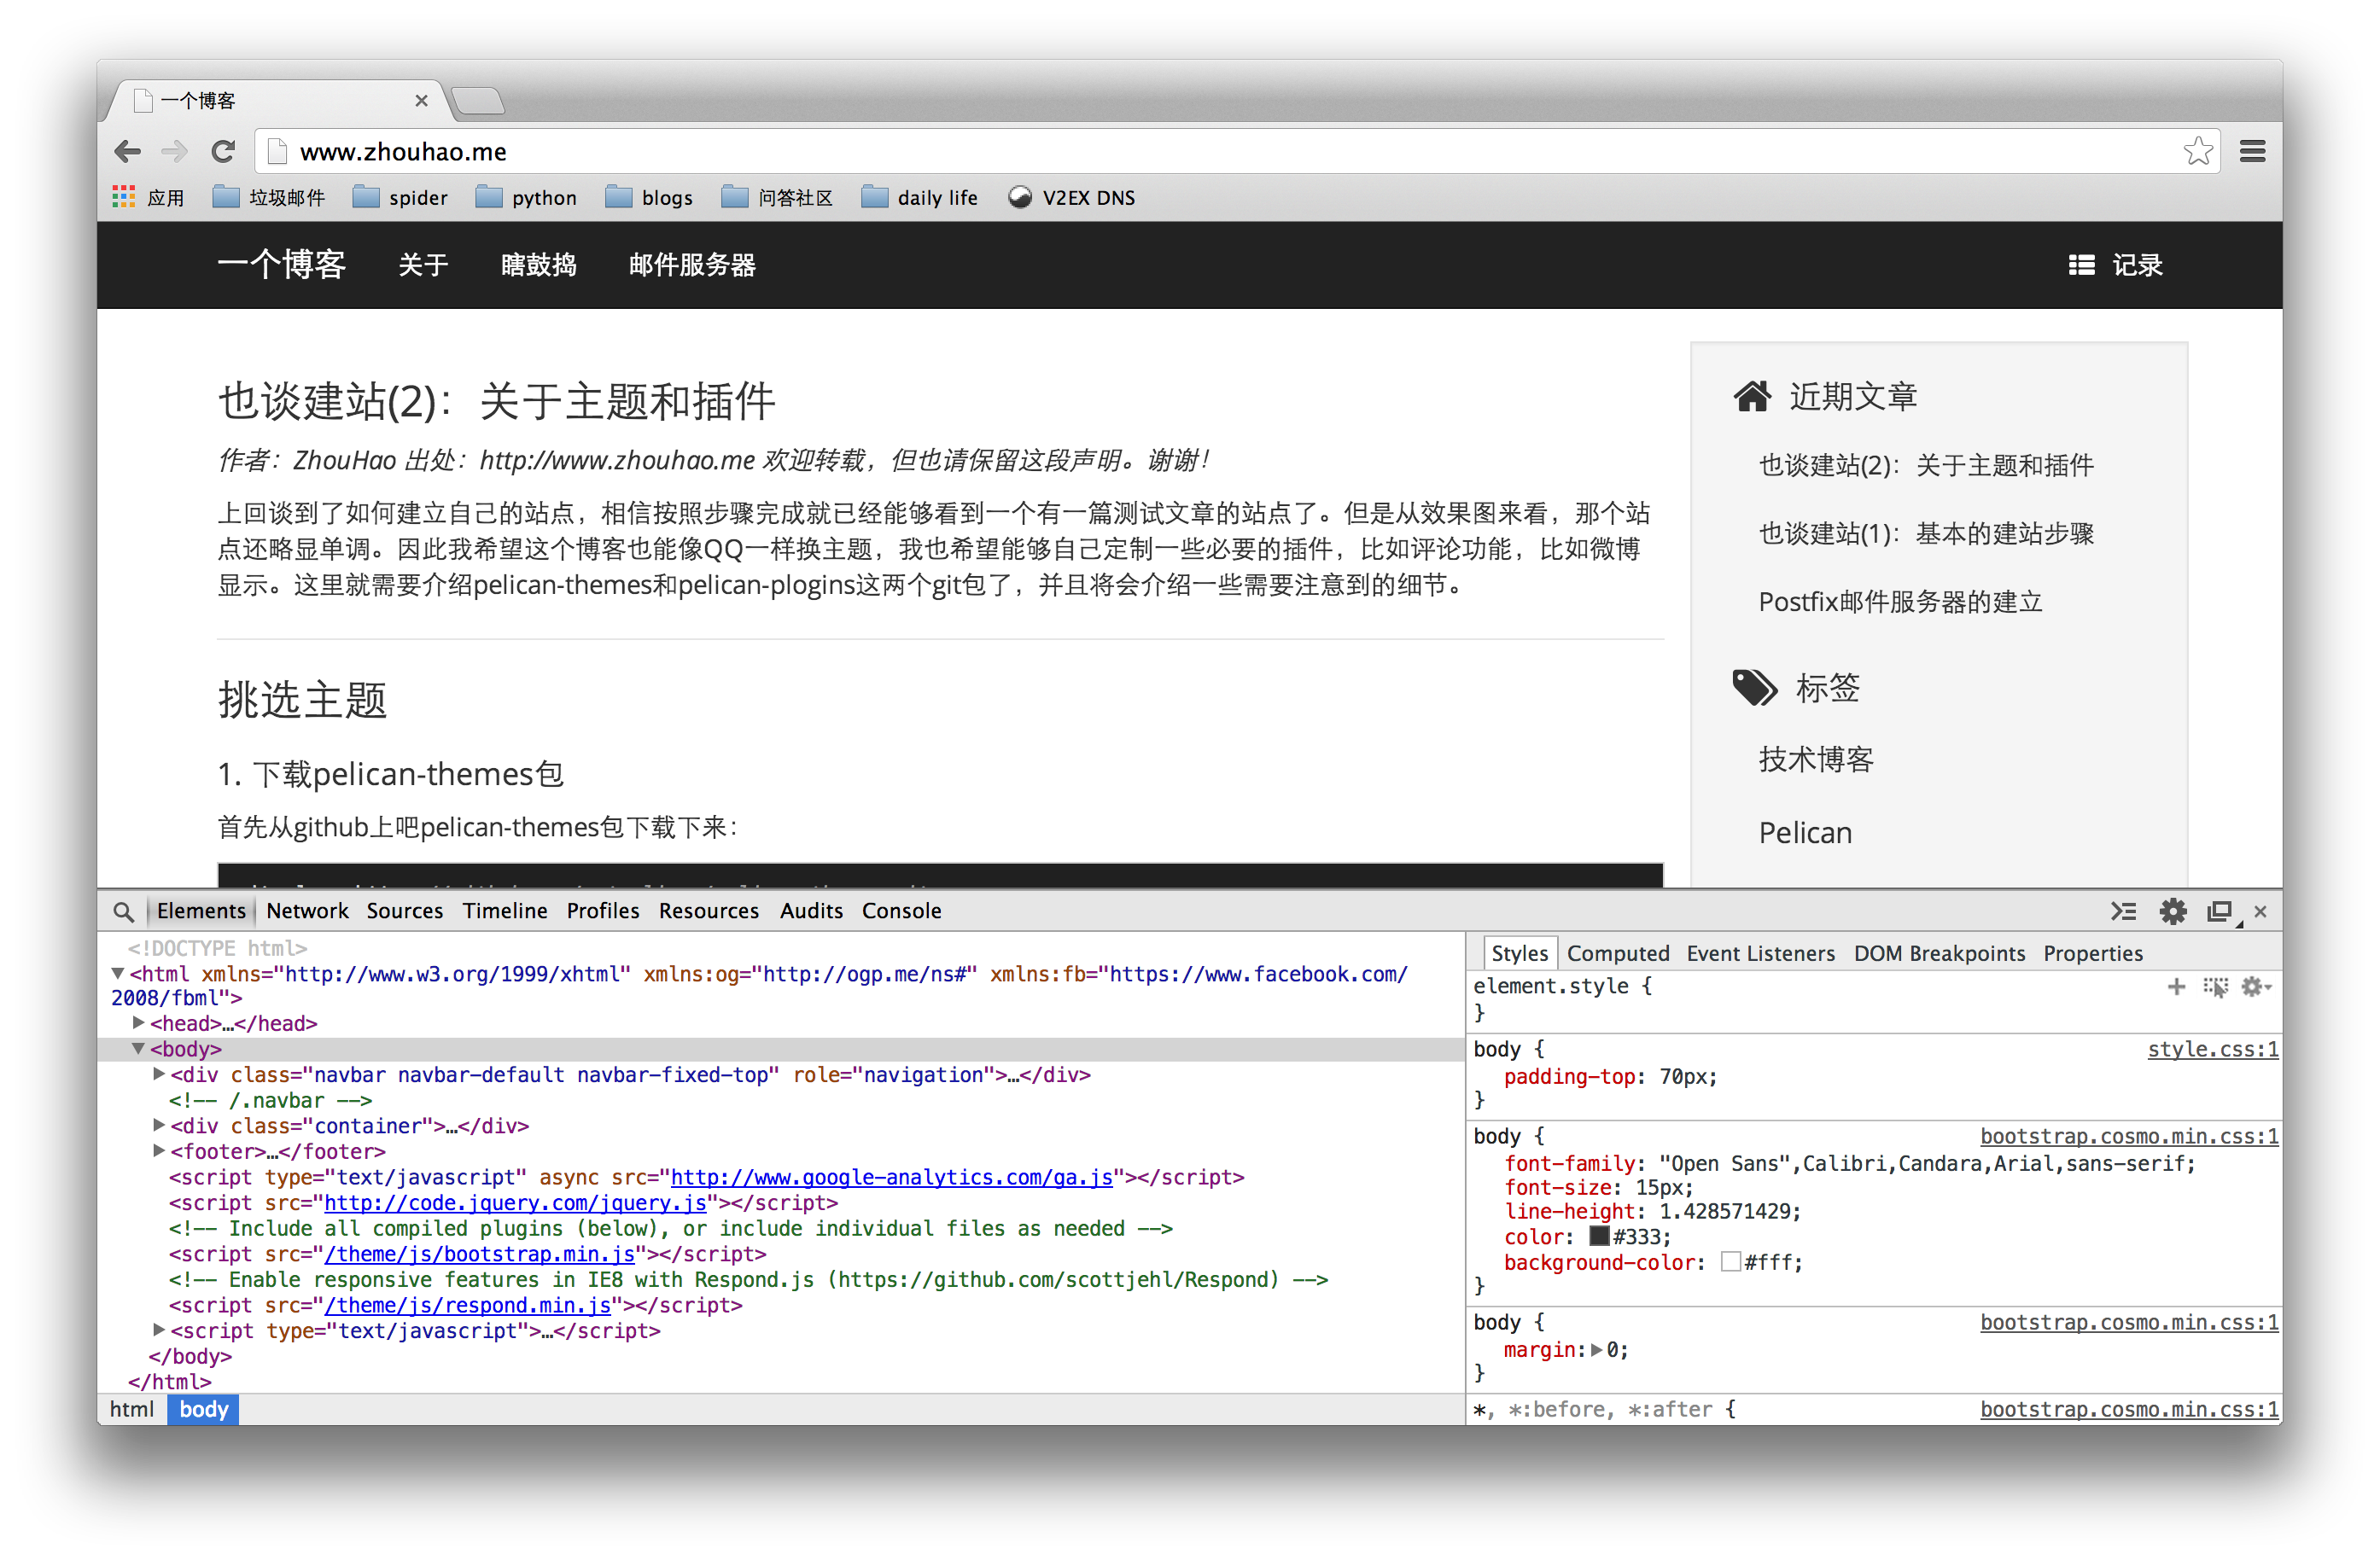 一个博客
www.zhouhao.me
应用 垃圾邮件 spider python blogs 问答社区 daily life V2EX DNS
一个博客 关于 瞎鼓捣 邮件服务器 记录
也谈建站(2)：关于主题和插件
作者：ZhouHao 出处：http://www.zhouhao.me 欢迎转载，但也请保留这段声明。谢谢！
上回谈到了如何建立自己的站点，相信按照步骤完成就已经能够看到一个有一篇测试文章的站点了。但是从效果图来看，那个站
点还略显单调。因此我希望这个博客也能像QQ一样换主题，我也希望能够自己定制一些必要的插件，比如评论功能，比如微博
显示。这里就需要介绍pelican-themes和pelican-plogins这两个git包了，并且将会介绍一些需要注意到的细节。
挑选主题
1. 下载pelican-themes包
首先从github上吧pelican-themes包下载下来：
近期文章
也谈建站(2)：关于主题和插件
也谈建站(1)：基本的建站步骤
Postfix邮件服务器的建立
标签
技术博客
Pelican
Elements Network Sources Timeline Profiles Resources Audits Console
<!DOCTYPE html>
<html xmlns="http://www.w3.org/1999/xhtml" xmlns:og="http://ogp.me/ns#" xmlns:fb="https://www.facebook.com/
2008/fbml">
<head>…</head>
<body>
<div class="navbar navbar-default navbar-fixed-top" role="navigation">…</div>
<!-- /.navbar -->
<div class="container">…</div>
<footer>…</footer>
<script type="text/javascript" async src="http://www.google-analytics.com/ga.js"></script>
<script src="http://code.jquery.com/jquery.js"></script>
<!-- Include all compiled plugins (below), or include individual files as needed -->
<script src="/theme/js/bootstrap.min.js"></script>
<!-- Enable responsive features in IE8 with Respond.js (https://github.com/scottjehl/Respond) -->
<script src="/theme/js/respond.min.js"></script>
<script type="text/javascript">…</script>
</body>
</html>
html body
Styles Computed Event Listeners DOM Breakpoints Properties
element.style {
}
body { style.css:1
padding-top: 70px;
}
body { bootstrap.cosmo.min.css:1
font-family: "Open Sans",Calibri,Candara,Arial,sans-serif;
font-size: 15px;
line-height: 1.428571429;
color: #333;
background-color: #fff;
}
body { bootstrap.cosmo.min.css:1
margin: 0;
}
*, *:before, *:after { bootstrap.cosmo.min.css:1